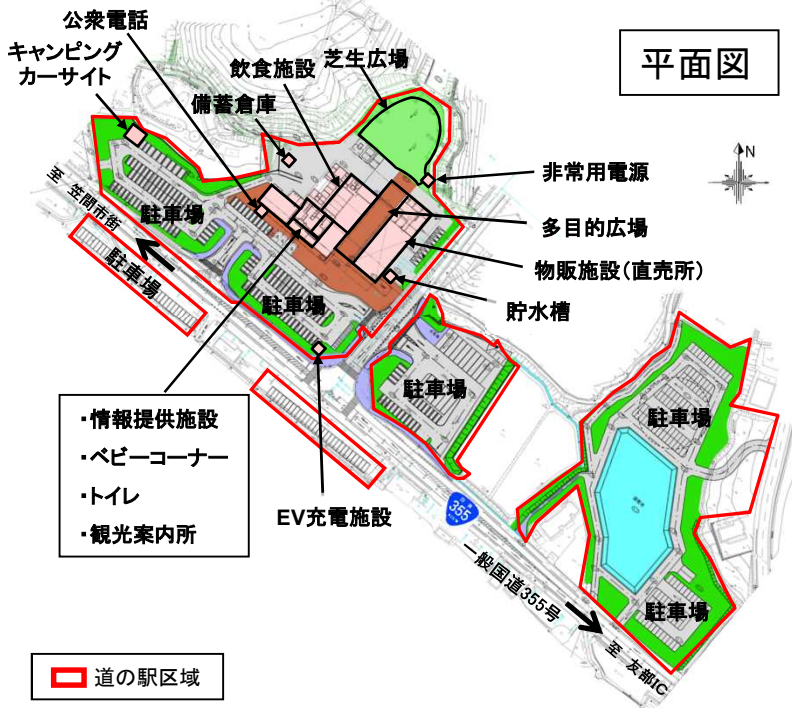 平面図
公衆電話
キャンピング
カーサイト
飲食施設
芝生広場
備蓄倉庫
N
非常用電源
多目的広場
物販施設(直売所)
貯水槽
至 笠間市街
駐車場
駐車場
駐車場
駐車場
駐車場
駐車場
・情報提供施設
・ベビーコーナー
・トイレ
・観光案内所
EV充電施設
355
一般国道355号
至 友部IC
道の駅区域